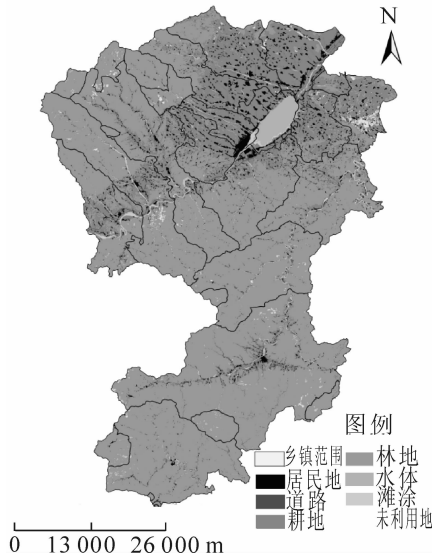 N
图例
乡镇范围 林地
居民地 水体
道路 滩涂
耕地 未利用地
0 13 000 26 000 m